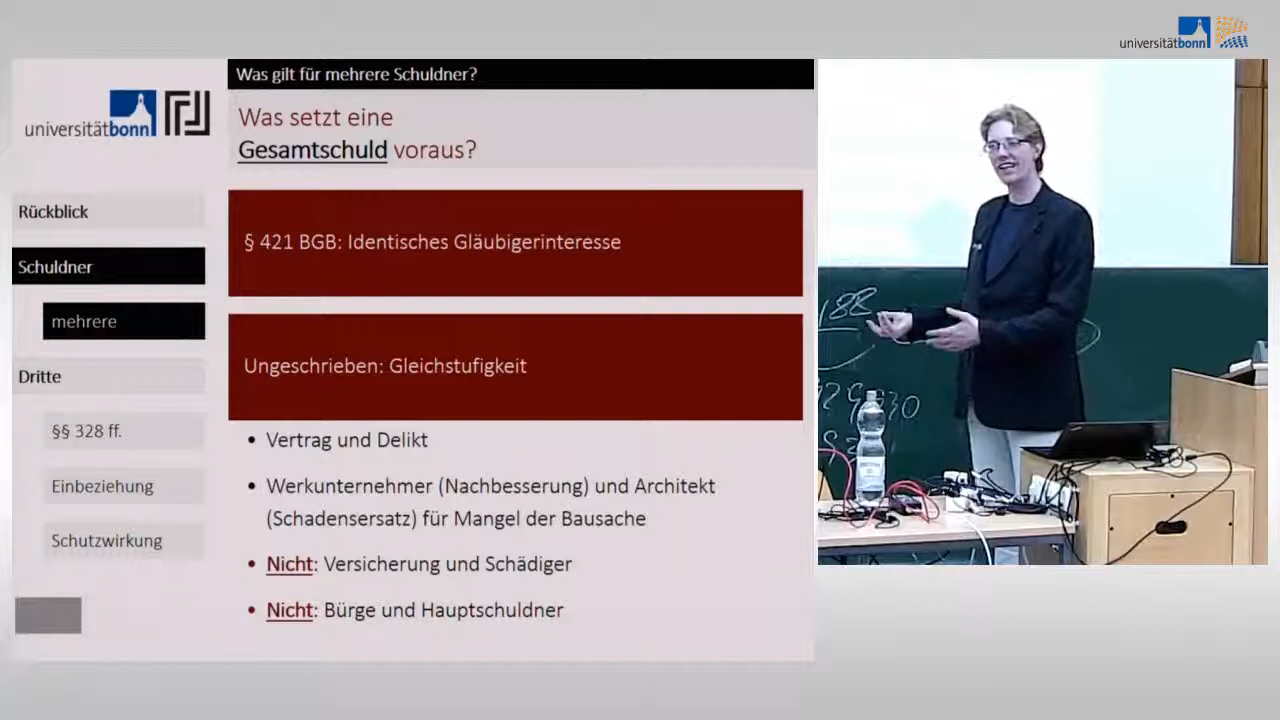 universitätbonn
Was gilt für mehrere Schuldner?
universitätbonn
Was setzt eine
Gesamtschuld voraus?
Rückblick
Schuldner
mehrere
Dritte
§§ 328 ff.
Einbeziehung
Schutzwirkung
§ 421 BGB: Identisches Gläubigerinteresse
Ungeschrieben: Gleichstufigkeit
• Vertrag und Delikt
• Werkunternehmer (Nachbesserung) und Architekt
(Schadensersatz) für Mangel der Bausache
• Nicht: Versicherung und Schädiger
• Nicht: Bürge und Hauptschuldner
188